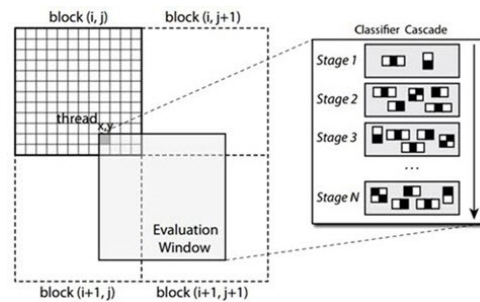 block (i, j)
block (i, j+1)
thread x,y
Evaluation
Window
block (i+1, j)
block (i+1, j+1)
Classifier Cascade
Stage 1
Stage 2
Stage 3
...
Stage N